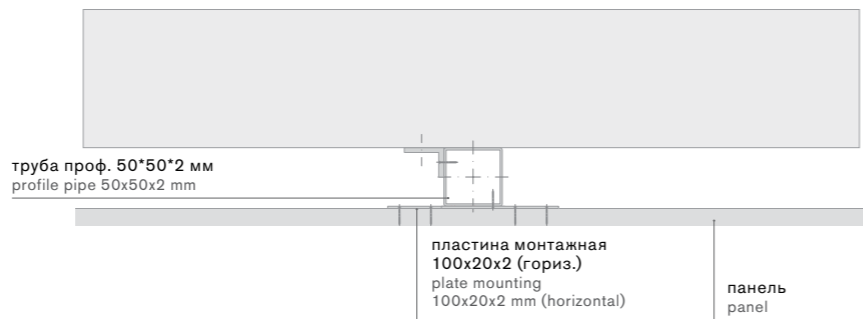 труба проф. 50*50*2 мм
profile pipe 50x50x2 mm
пластина монтажная
100x20x2 (гориз.)
plate mounting
100x20x2 mm (horizontal)
панель
panel